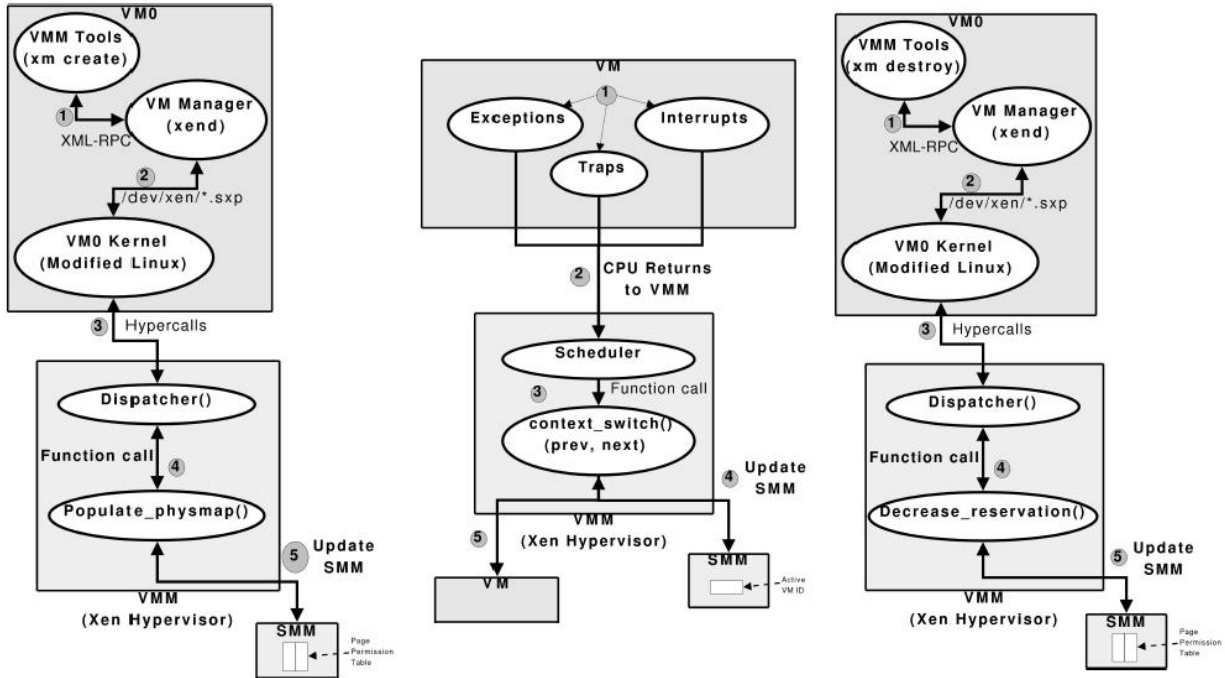 VM0
VMM Tools
(xm create)
VM Manager
(xend)
1
XML-RPC
2
/dev/xen/*.sxp
VM0 Kernel
(Modified Linux)
3
Hypercalls
Dispatcher()
Function call
4
Populate_physmap()
5
Update
SMM
VMM
(Xen Hypervisor)
SMM
Page
Permission
Table
VM
1
Exceptions
Interrupts
Traps
2
CPU Returns
to VMM
Scheduler
3
Function call
context_switch()
(prev, next)
4
Update
SMM
5
VMM
(Xen Hypervisor)
VM
SMM
Active
VM ID
VM0
VMM Tools
(xm destroy)
VM Manager
(xend)
1
XML-RPC
2
/dev/xen/*.sxp
VM0 Kernel
(Modified Linux)
3
Hypercalls
Dispatcher()
Function call
4
Decrease_reservation()
5
Update
SMM
VMM
(Xen Hypervisor)
SMM
Page
Permission
Table